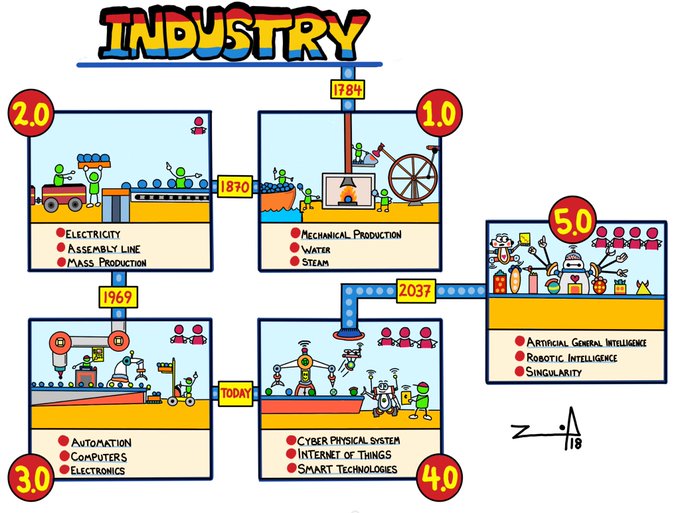 INDUSTRY
1784
1.0
MECHANICAL PRODUCTION
WATER
STEAM
1870
2.0
ELECTRICITY
ASSEMBLY LINE
MASS PRODUCTION
1969
3.0
AUTOMATION
COMPUTERS
ELECTRONICS
TODAY
4.0
CYBER PHYSICAL SYSTEM
INTERNET OF THINGS
SMART TECHNOLOGIES
2037
5.0
ARTIFICIAL GENERAL INTELLIGENCE
ROBOTIC INTELLIGENCE
SINGULARITY
18